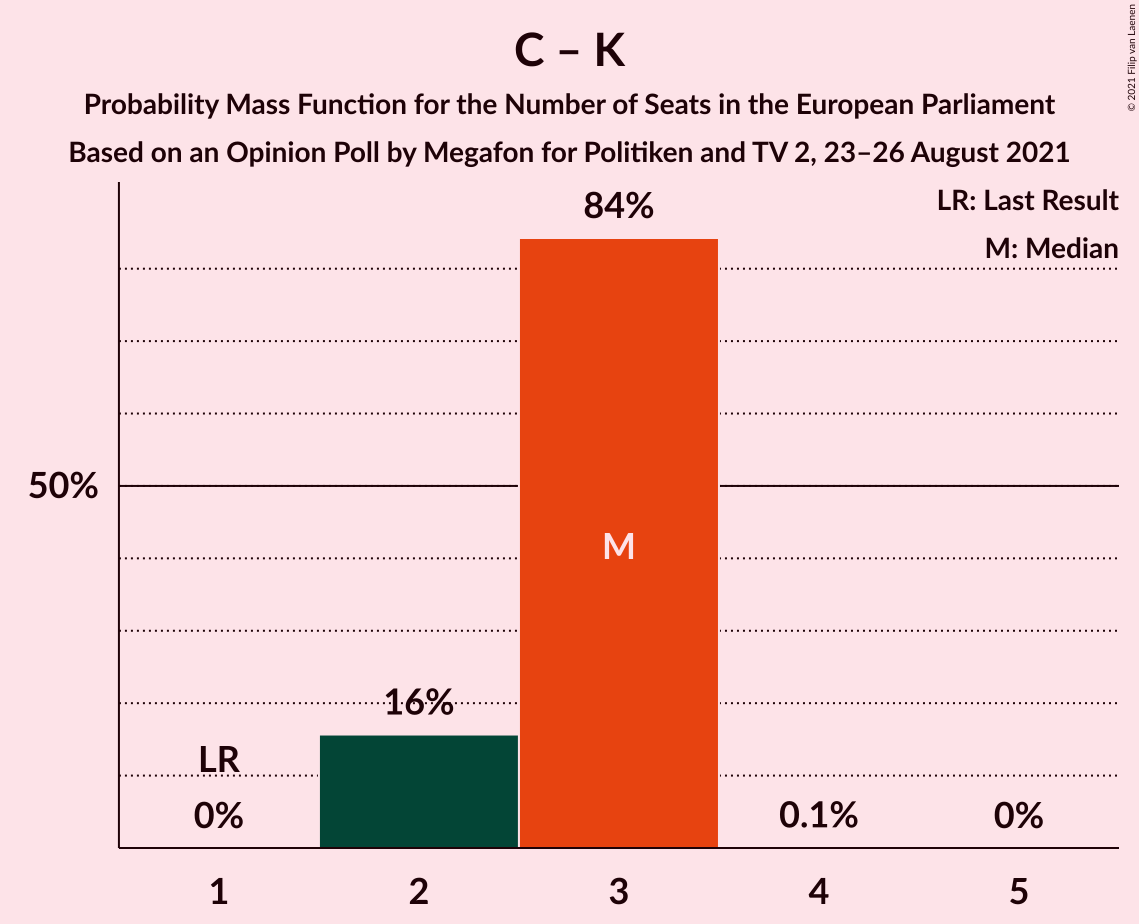 C – K
Probability Mass Function for the Number of Seats in the European Parliament
Based on an Opinion Poll by Megafon for Politiken and TV 2, 23–26 August 2021
© 2021 Filip van Laenen
LR: Last Result
M: Median
84%
50%
M
16%
LR
0%
0.1%
0%
1 2 3 4 5